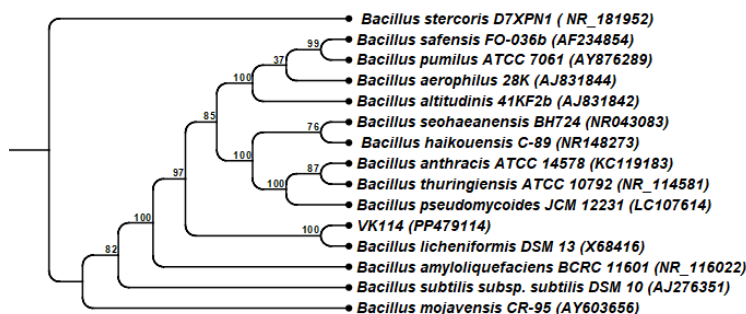 Bacillus stercoris D7XPN1 ( NR_181952)
99 Bacillus safensis FO-036b (AF234854)
37 Bacillus pumilus ATCC 7061 (AY876289)
100 Bacillus aerophilus 28K (AJ831844)
Bacillus altitudinis 41KF2b (AJ831842)
85 76 Bacillus seohaeanensis BH724 (NR043083)
Bacillus haikouensis C-89 (NR148273)
100 87 Bacillus anthracis ATCC 14578 (KC119183)
97 100 Bacillus thuringiensis ATCC 10792 (NR_114581)
Bacillus pseudomycoides JCM 12231 (LC107614)
100 100 VK114 (PP479114)
Bacillus licheniformis DSM 13 (X68416)
82 Bacillus amyloliquefaciens BCRC 11601 (NR_116022)
Bacillus subtilis subsp. subtilis DSM 10 (AJ276351)
Bacillus mojavensis CR-95 (AY603656)